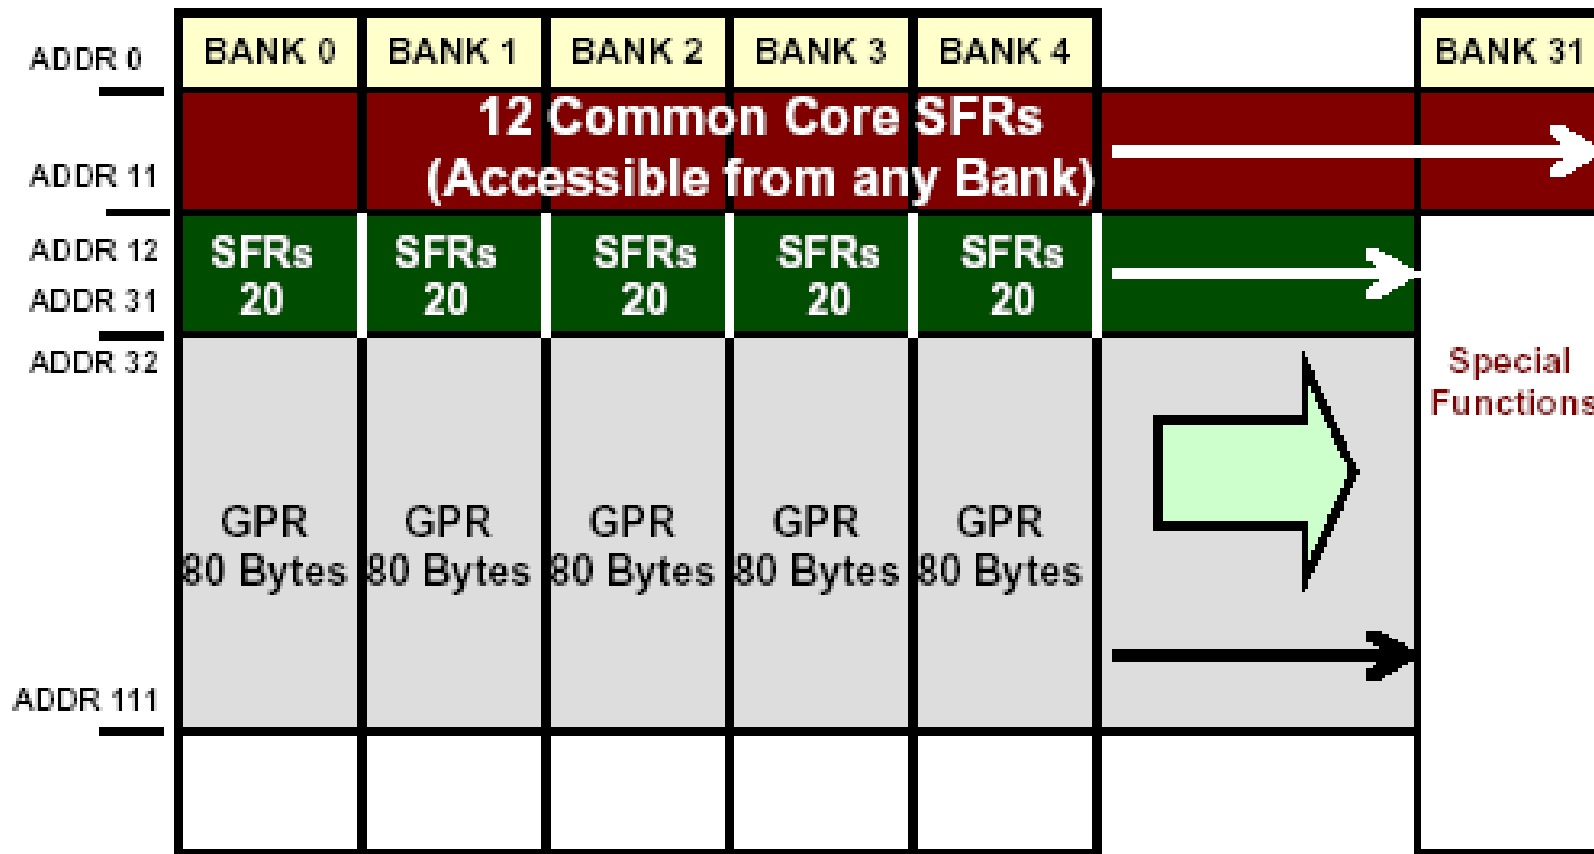 ADDR 0
BANK 0
BANK 1
BANK 2
BANK 3
BANK 4
BANK 31
12 Common Core SFRs
(Accessible from any Bank)
ADDR 11
ADDR 12
ADDR 31
SFRs
20
SFRs
20
SFRs
20
SFRs
20
SFRs
20
ADDR 32
Special
Functions
GPR
80 Bytes
GPR
80 Bytes
GPR
80 Bytes
GPR
80 Bytes
GPR
80 Bytes
ADDR 111